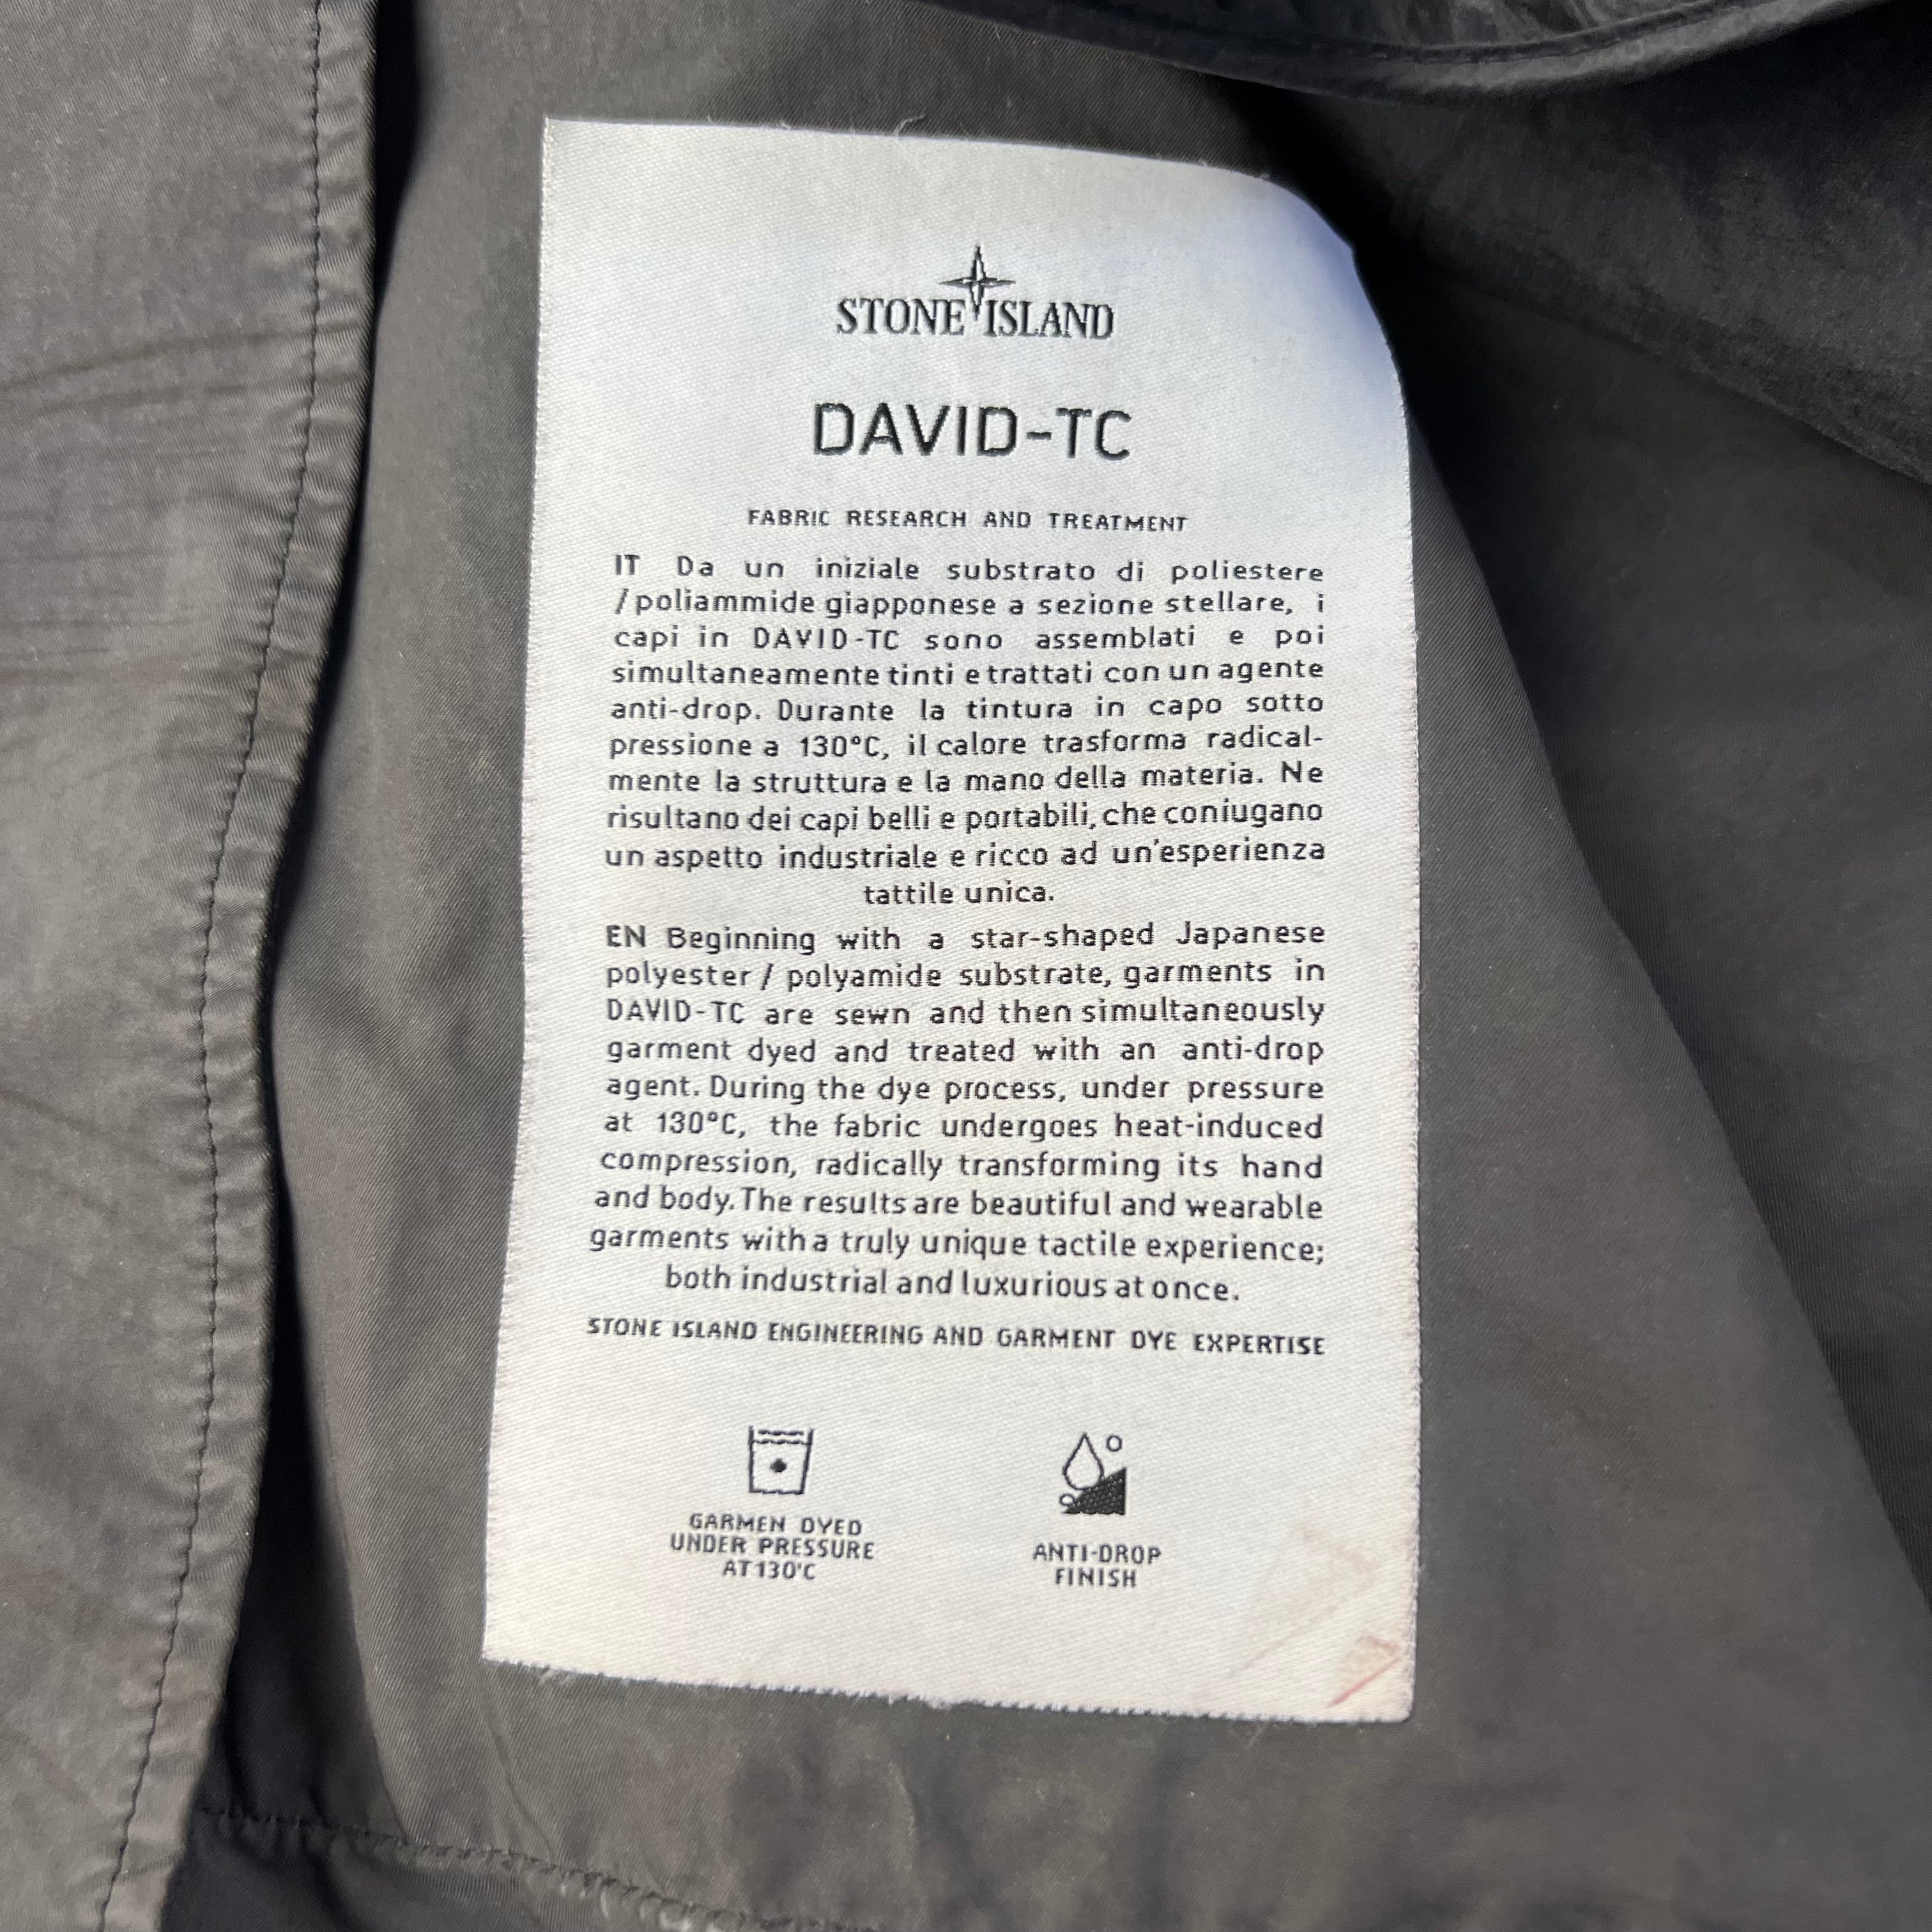 STONE ISLAND
DAVID-TC
FABRIC RESEARCH AND TREATMENT
IT Da un iniziale substrato di poliestere
/poliammide giapponese a sezione stellare, i
capi in DAVID-TC sono assemblati e poi
simultaneamente tinti e trattati con un agente
anti-drop. Durante la tintura in capo sotto
pressione a 130°C, il calore trasforma radical-
mente la struttura e la mano della materia. Ne
risultano dei capi belli e portabili, che coniugano
un aspetto industriale e ricco ad un'esperienza
tattile unica.
EN Beginning with a star-shaped Japanese
polyester / polyamide substrate, garments in
DAVID-TC are sewn and then simultaneously
garment dyed and treated with an anti-drop
agent. During the dye process, under pressure
at 130°C, the fabric undergoes heat-induced
compression, radically transforming its hand
and body. The results are beautiful and wearable
garments with a truly unique tactile experience;
both industrial and luxurious at once.
STONE ISLAND ENGINEERING AND GARMENT DYE EXPERTISE
GARMEN DYED
UNDER PRESSURE
AT 130°C
ANTI-DROP
FINISH